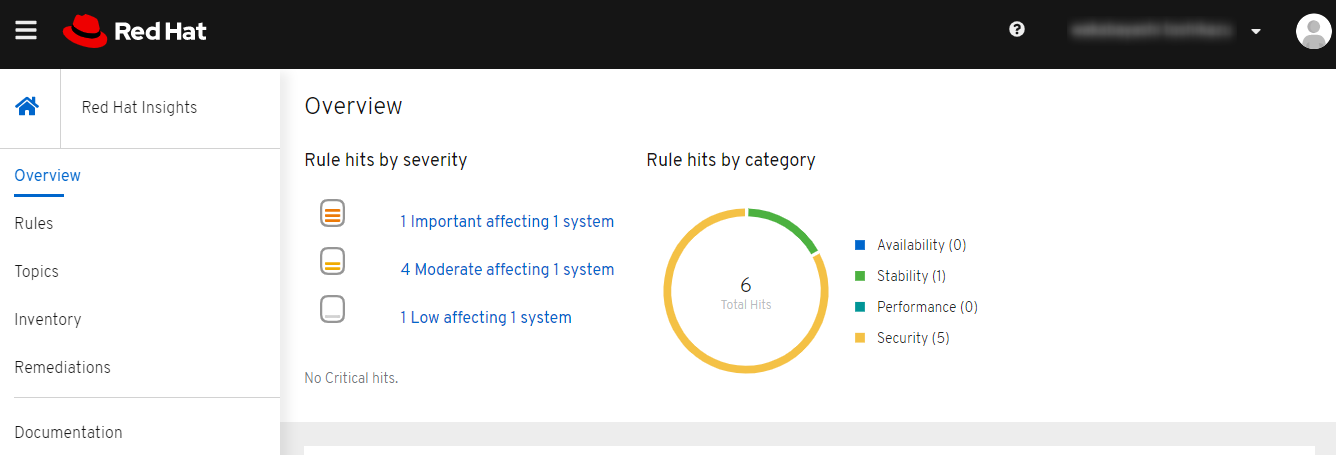 Red Hat
Red Hat Insights
Overview
Rules
Topics
Inventory
Remediations
Documentation
Overview
Rule hits by severity
1 Important affecting 1 system
4 Moderate affecting 1 system
1 Low affecting 1 system
No Critical hits.
Rule hits by category
6
Total Hits
Availability (0)
Stability (1)
Performance (0)
Security (5)